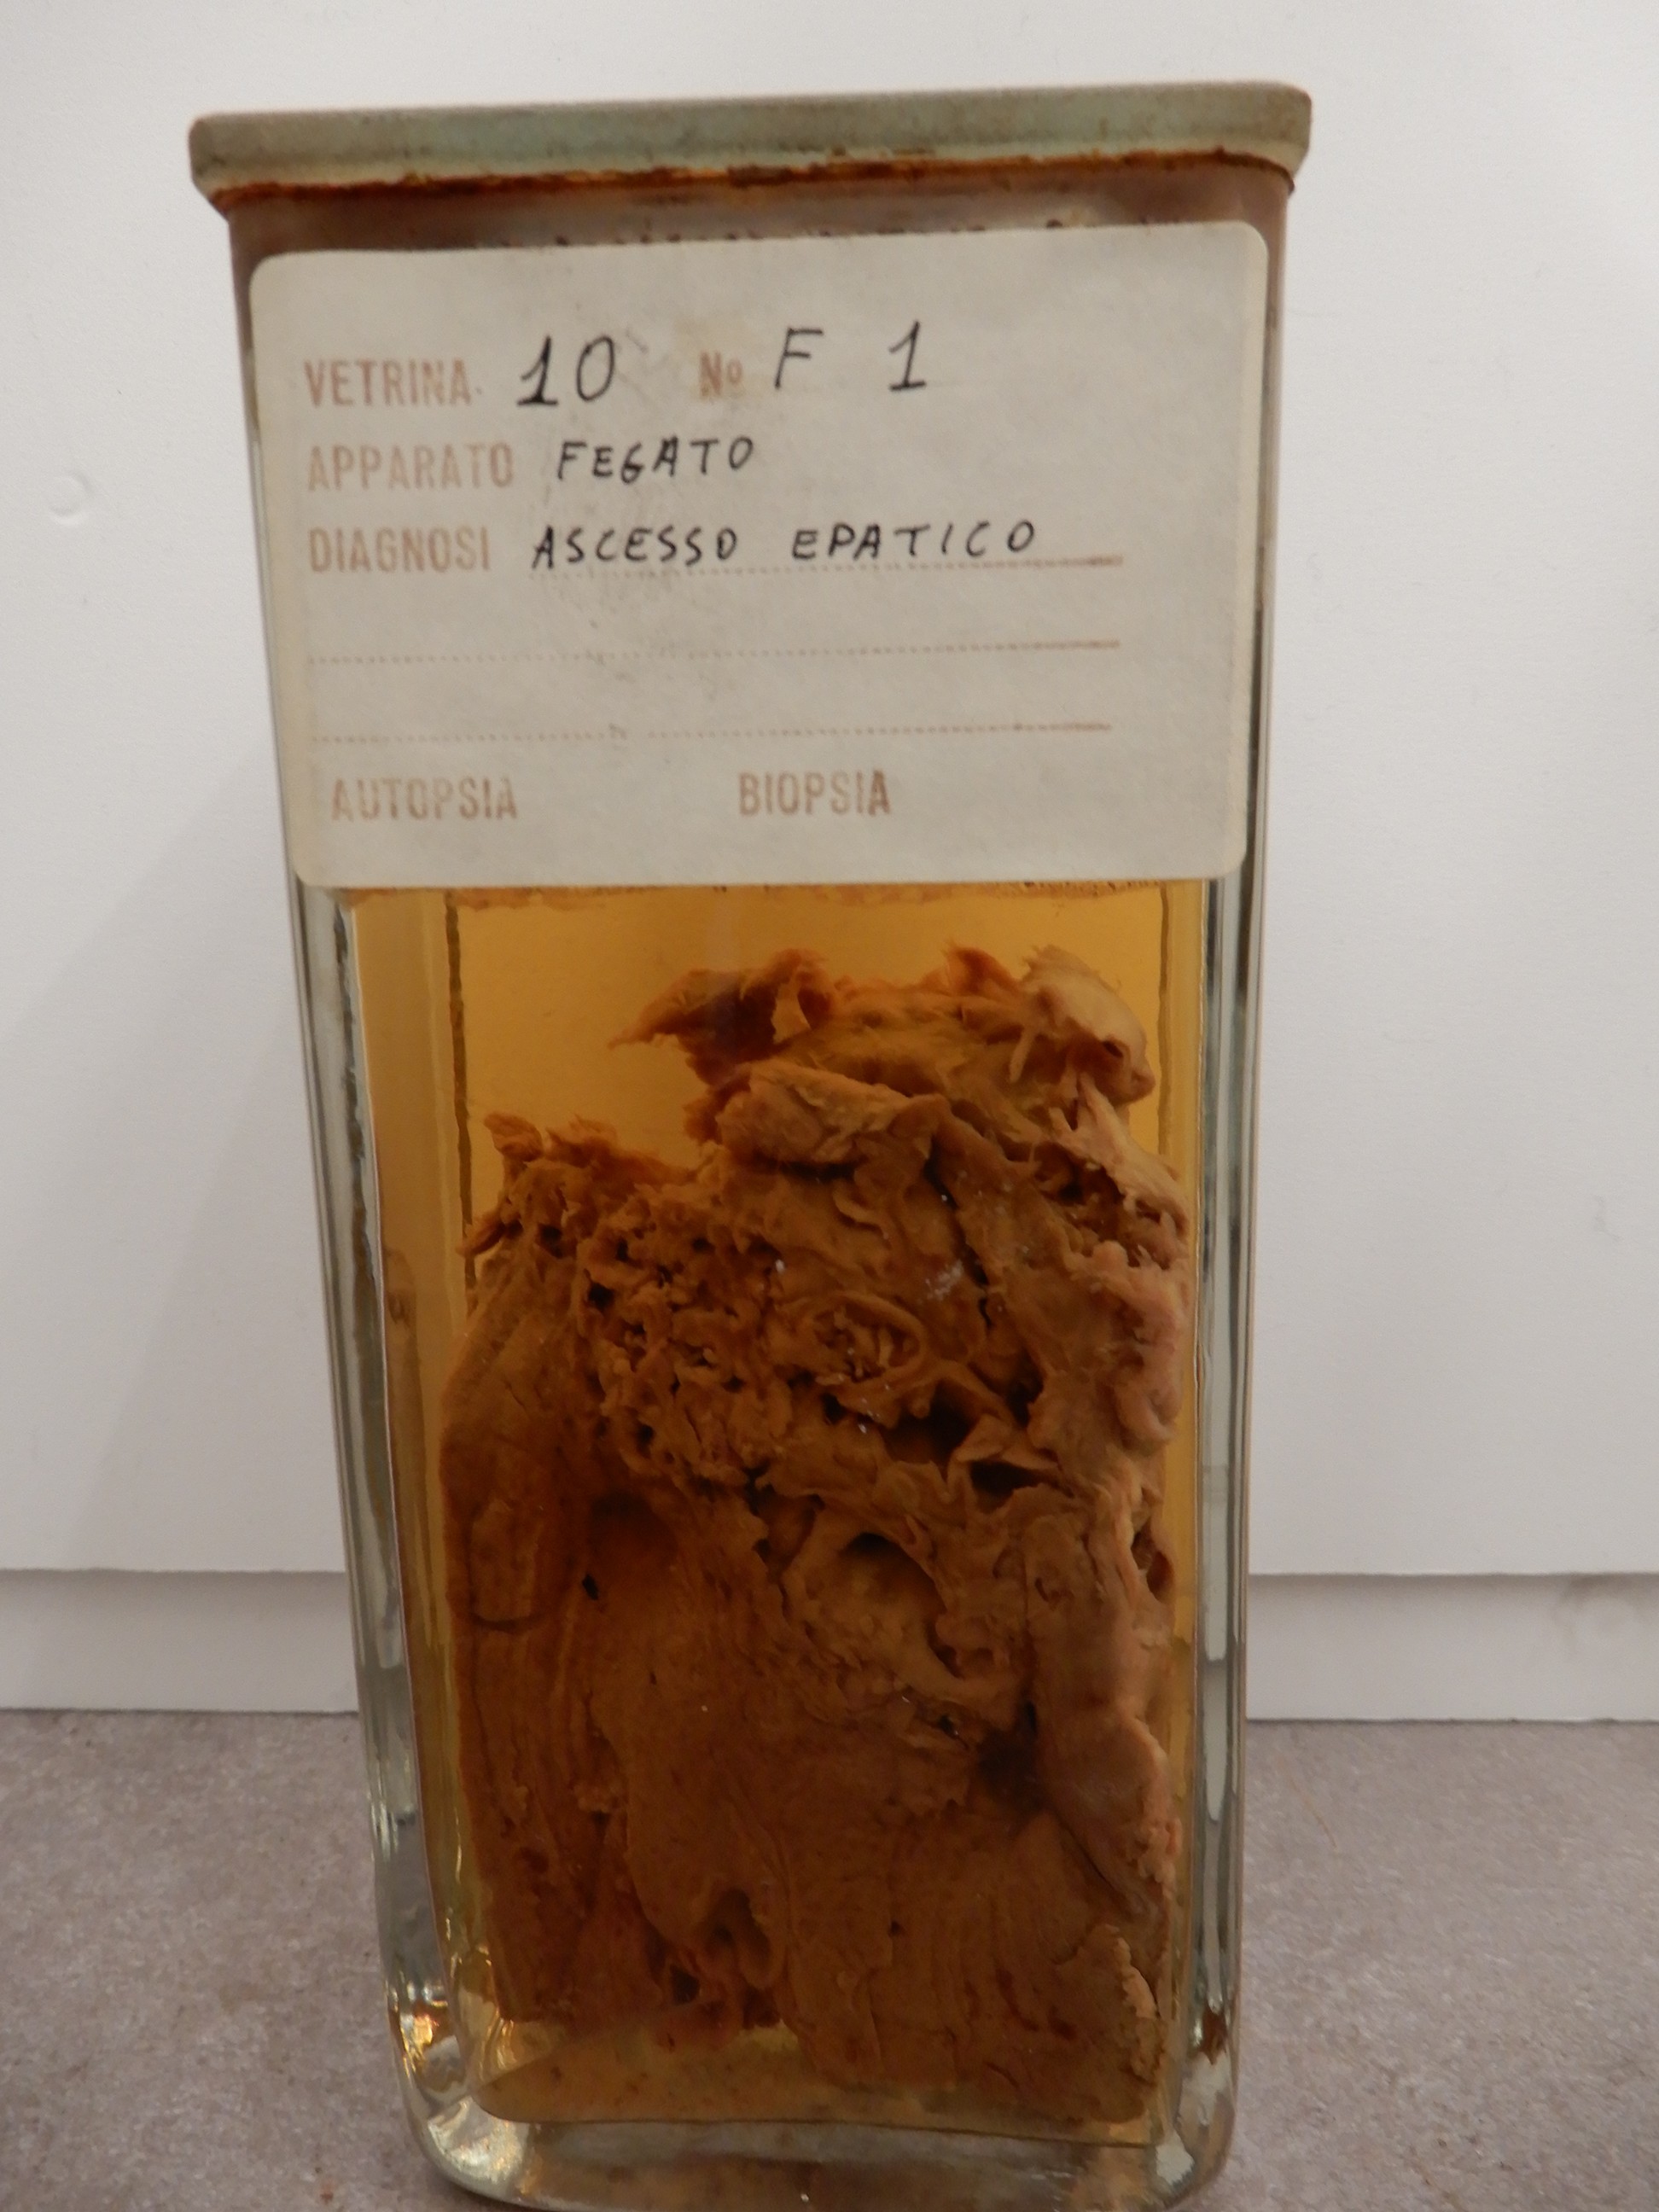 VETRINA 10 No F 1
APPARATO FEGATO
DIAGNOSI ASCESSO EPATICO
AUTOPSIA BIOPSIA